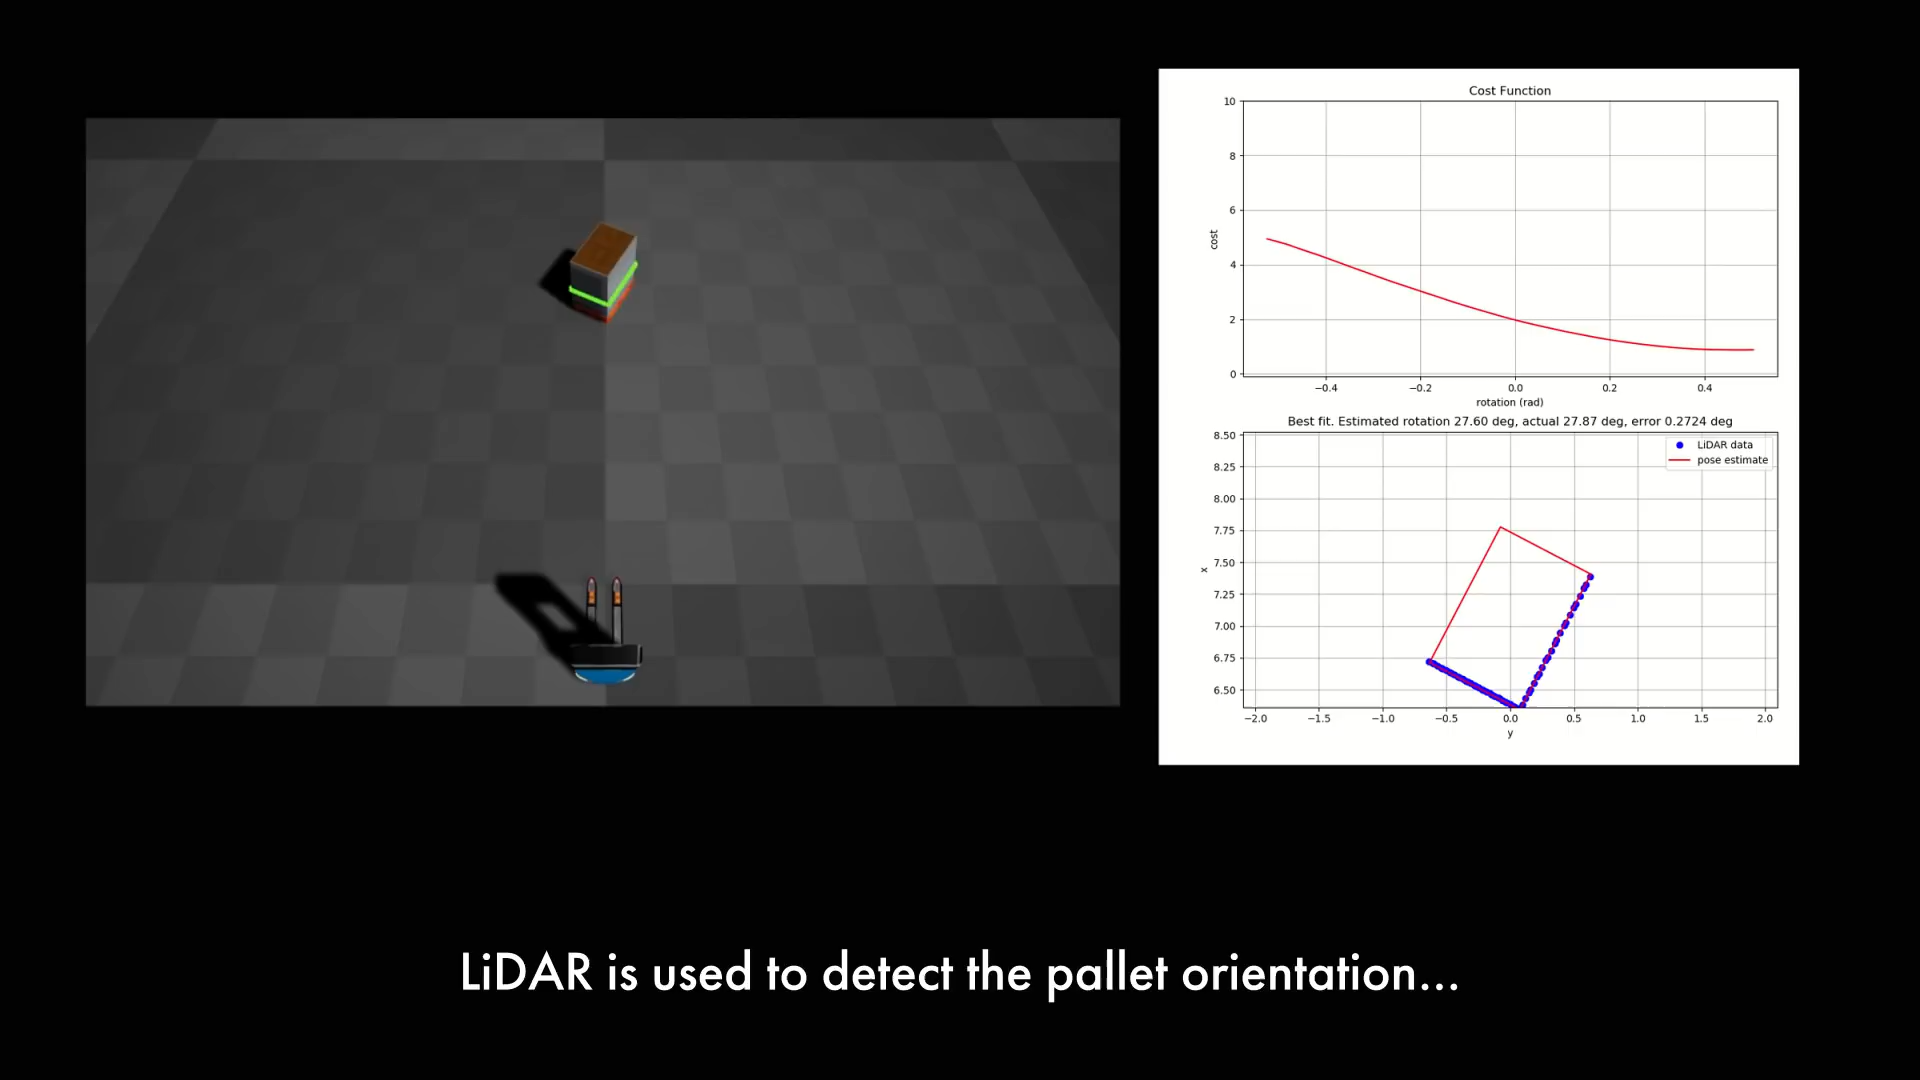 Cost Function
10
8
6
4
2
0
cost
−0.4 −0.2 0.0 0.2 0.4
rotation (rad)
Best fit. Estimated rotation 27.60 deg, actual 27.87 deg, error 0.2724 deg
8.50
8.25
8.00
7.75
7.50
7.25
7.00
6.75
6.50
x
LiDAR data
pose estimate
−2.0 −1.5 −1.0 −0.5 0.0 0.5 1.0 1.5 2.0
y
LiDAR is used to detect the pallet orientation...